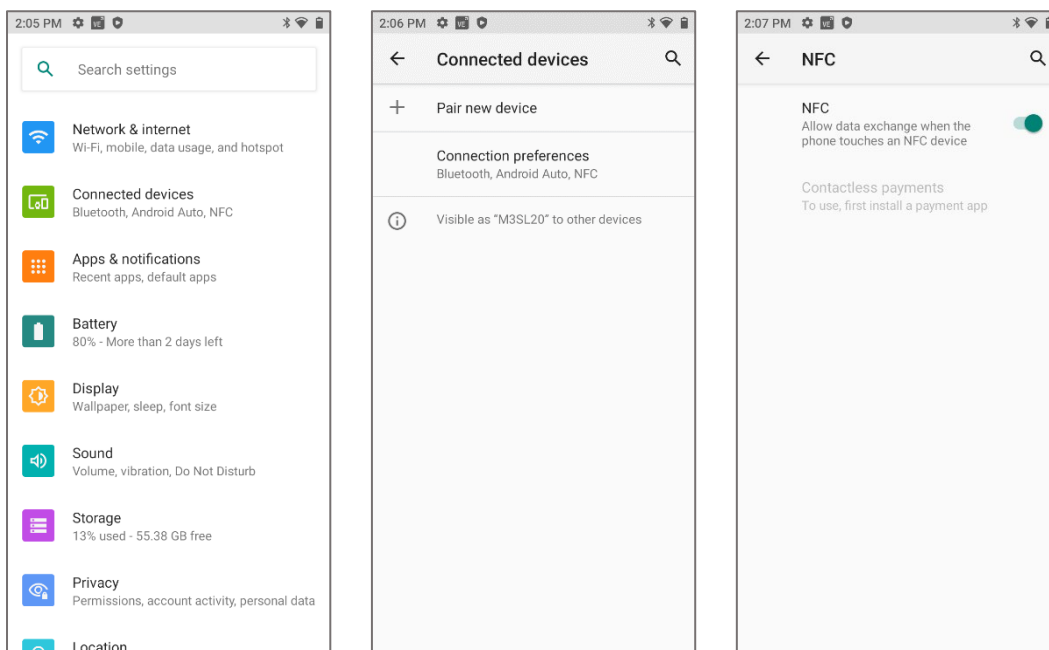 2:05 PM VE
Search settings
Network & internet
Wi-Fi, mobile, data usage, and hotspot
Connected devices
Bluetooth, Android Auto, NFC
Apps & notifications
Recent apps, default apps
Battery
80% - More than 2 days left
Display
Wallpaper, sleep, font size
Sound
Volume, vibration, Do Not Disturb
Storage
13% used - 55.38 GB free
Privacy
Permissions, account activity, personal data
Location
2:06 PM VE
Connected devices
Pair new device
Connection preferences
Bluetooth, Android Auto, NFC
Visible as “M3SL20” to other devices
2:07 PM VE
NFC
NFC
Allow data exchange when the
phone touches an NFC device
Contactless payments
To use, first install a payment app